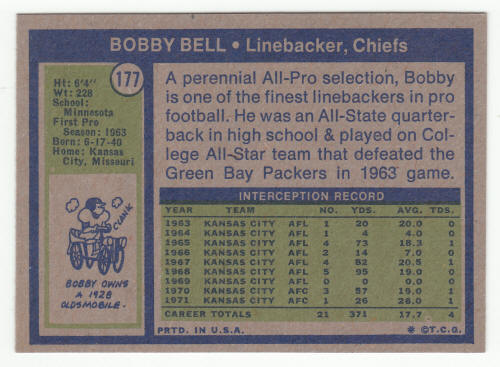 BOBBY BELL • Linebacker, Chiefs
177
Ht: 6'4"
Wt: 228
School:
Minnesota
First Pro
Season: 1963
Born: 6-17-40
Home: Kansas
City, Missouri
A perennial All-Pro selection, Bobby
is one of the finest linebackers in pro
football. He was an All-State quarter-
back in high school & played on Col-
lege All-Star team that defeated the
Green Bay Packers in 1963 game.
CLANK
BOBBY OWNS
A 1928
OLDSMOBILE.
INTERCEPTION RECORD
YEAR TEAM NO. YDS. AVG. TDS.
1963 KANSAS CITY AFL 1 20 20.0 0
1964 KANSAS CITY AFL 1 4 4.0 0
1965 KANSAS CITY AFL 4 73 18.3 1
1966 KANSAS CITY AFL 2 14 7.0 0
1967 KANSAS CITY AFL 4 82 20.5 1
1968 KANSAS CITY AFL 5 95 19.0 0
1969 KANSAS CITY AFL 0 0 0.0 0
1970 KANSAS CITY AFC 3 57 19.0 1
1971 KANSAS CITY AFC 1 26 26.0 1
CAREER TOTALS 21 371 17.7 4
PRTD. IN U.S.A.
* © T.C.G.